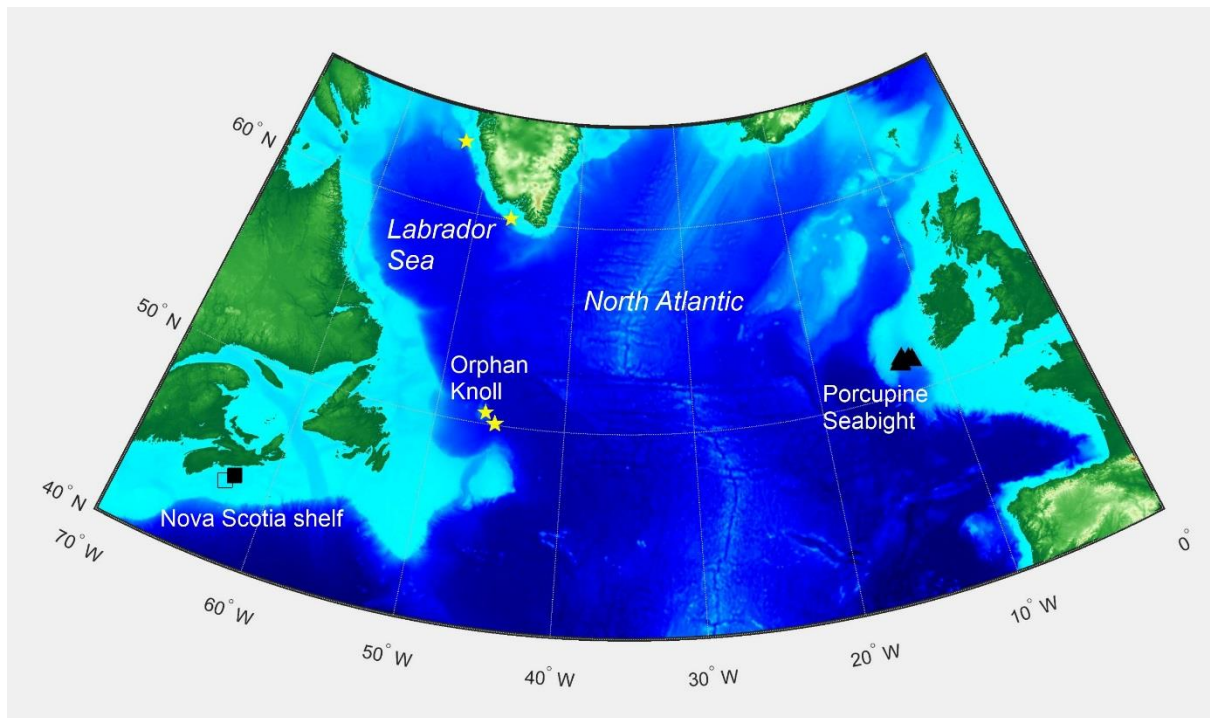 60° N
Labrador
Sea
North Atlantic
50° N
Orphan
Knoll
Porcupine
Seabight
40° N
Nova Scotia shelf
70° W
60° W
50° W
40° W
30° W
20° W
10° W
0°